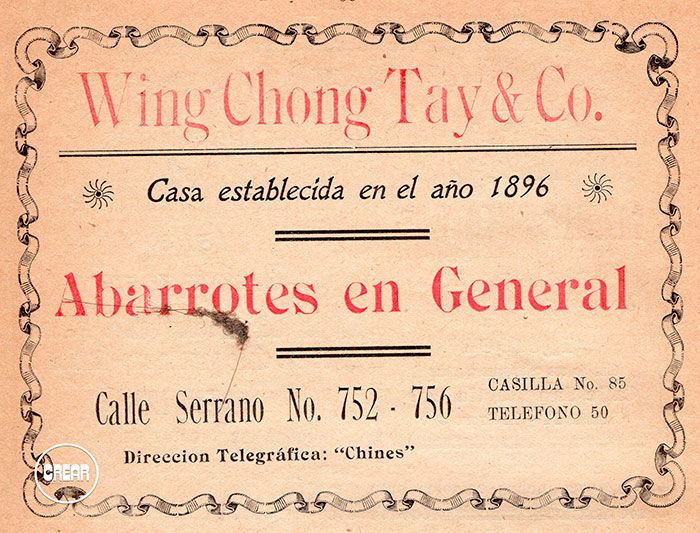 Wing Chong Tay & Co.
Casa establecida en el año 1896
Abarrotes en General
Calle Serrano No. 752 - 756
CASILLA No. 85
TELEFONO 50
Direccion Telegráfica: "Chines"
CREAR